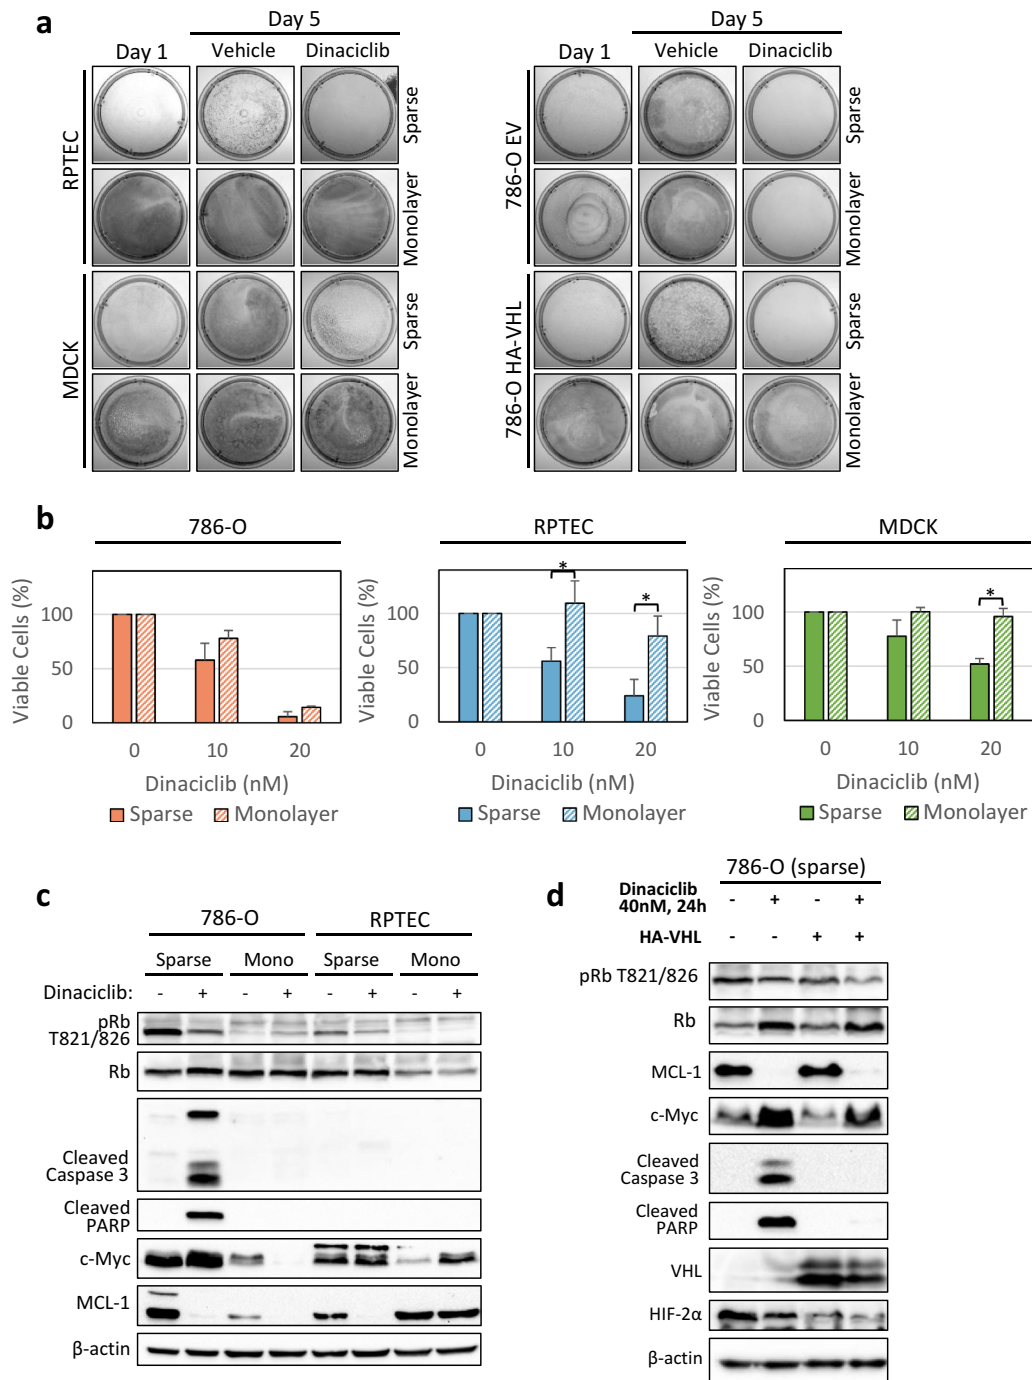 a
Day 5
Day 1 Vehicle Dinaciclib
RPTEC
Sparse
Monolayer
MDCK
Sparse
Monolayer
Day 5
Day 1 Vehicle Dinaciclib
786-O EV
Sparse
Monolayer
786-O HA-VHL
Sparse
Monolayer
b
786-O
Viable Cells (%)
100
50
0
0 10 20
Dinaciclib (nM)
Sparse Monolayer
RPTEC
Viable Cells (%)
100
50
0
* *
0 10 20
Dinaciclib (nM)
Sparse Monolayer
MDCK
Viable Cells (%)
100
50
0
*
0 10 20
Dinaciclib (nM)
Sparse Monolayer
c
786-O RPTEC
Sparse Mono Sparse Mono
Dinaciclib: - + - + - + - +
pRb
T821/826
Rb
Cleaved
Caspase 3
Cleaved
PARP
c-Myc
MCL-1
β-actin
d
786-O (sparse)
Dinaciclib
40nM, 24h - + - +
HA-VHL - - + +
pRb T821/826
Rb
MCL-1
c-Myc
Cleaved
Caspase 3
Cleaved
PARP
VHL
HIF-2α
β-actin